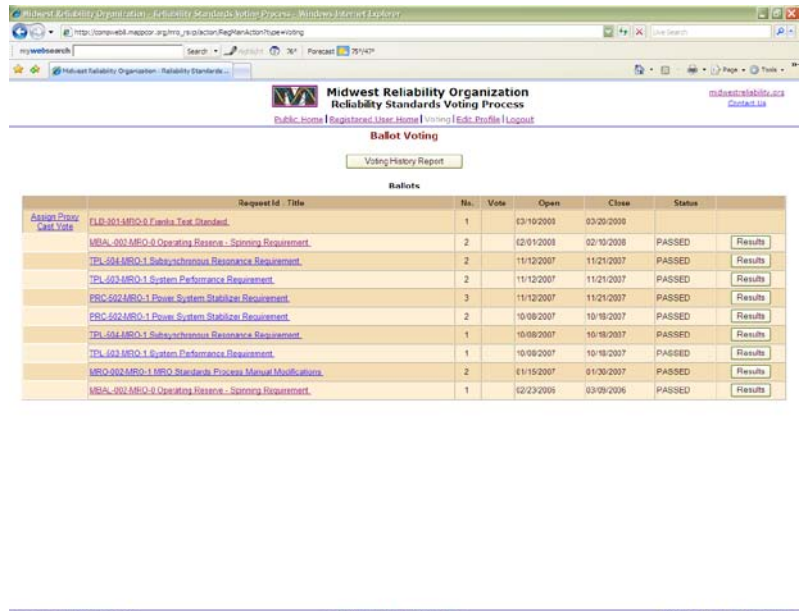 Midwest Reliability Organization - Reliability Standards Voting Process - Windows Internet Explorer
Live Search
mywebsearch Search 76° Forecast 75°/47°
Midwest Reliability Organization - Reliability Standards ... Page Tools
Midwest Reliability Organization
midwestreliability.org
Reliability Standards Voting Process
Contact Us
Public Home | Registered User Home | Voting | Edit Profile | Logout
Ballot Voting
Voting History Report
Ballots
Request Id - Title No. Vote Open Close Status
Assign Proxy
Cast Vote
FLD-001-MRO-0 Test Standard 1 03/10/2008 03/20/2008
MBAL-002-MRO-0 Operating Reserve - Spinning Requirement 2 02/01/2008 02/10/2008 PASSED Results
TPL-504-MRO-1 Subsynchronous Resonance Requirement 2 11/12/2007 11/21/2007 PASSED Results
TPL-503-MRO-1 System Performance Requirement 2 11/12/2007 11/21/2007 PASSED Results
PRC-502-MRO-1 Power System Stabilizer Requirement 3 11/12/2007 11/21/2007 PASSED Results
PRC-502-MRO-1 Power System Stabilizer Requirement 2 10/08/2007 10/18/2007 PASSED Results
TPL-504-MRO-1 Subsynchronous Resonance Requirement 1 10/08/2007 10/18/2007 PASSED Results
TPL-503-MRO-1 System Performance Requirement 1 10/08/2007 10/18/2007 PASSED Results
MRO-002-MRO-1 MRO Standards Process Manual Modifications 2 01/15/2007 01/30/2007 PASSED Results
MBAL-002-MRO-0 Operating Reserve - Spinning Requirement 1 02/23/2006 03/09/2006 PASSED Results